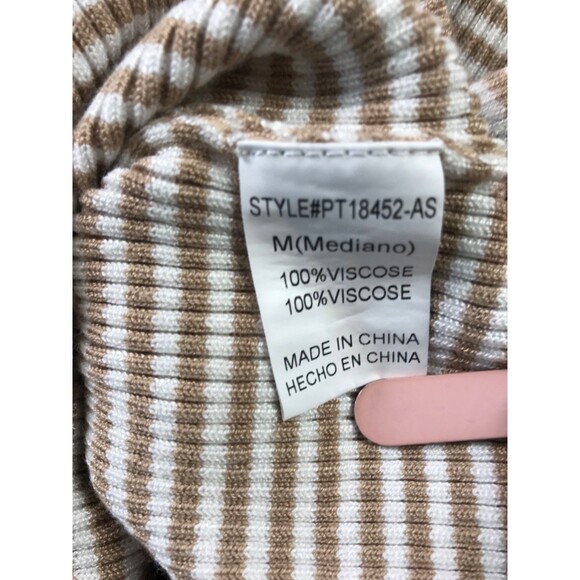 STYLE#PT18452-AS
M(Mediano)
100%VISCOSE
100%VISCOSE
MADE IN CHINA
HECHO EN CHINA